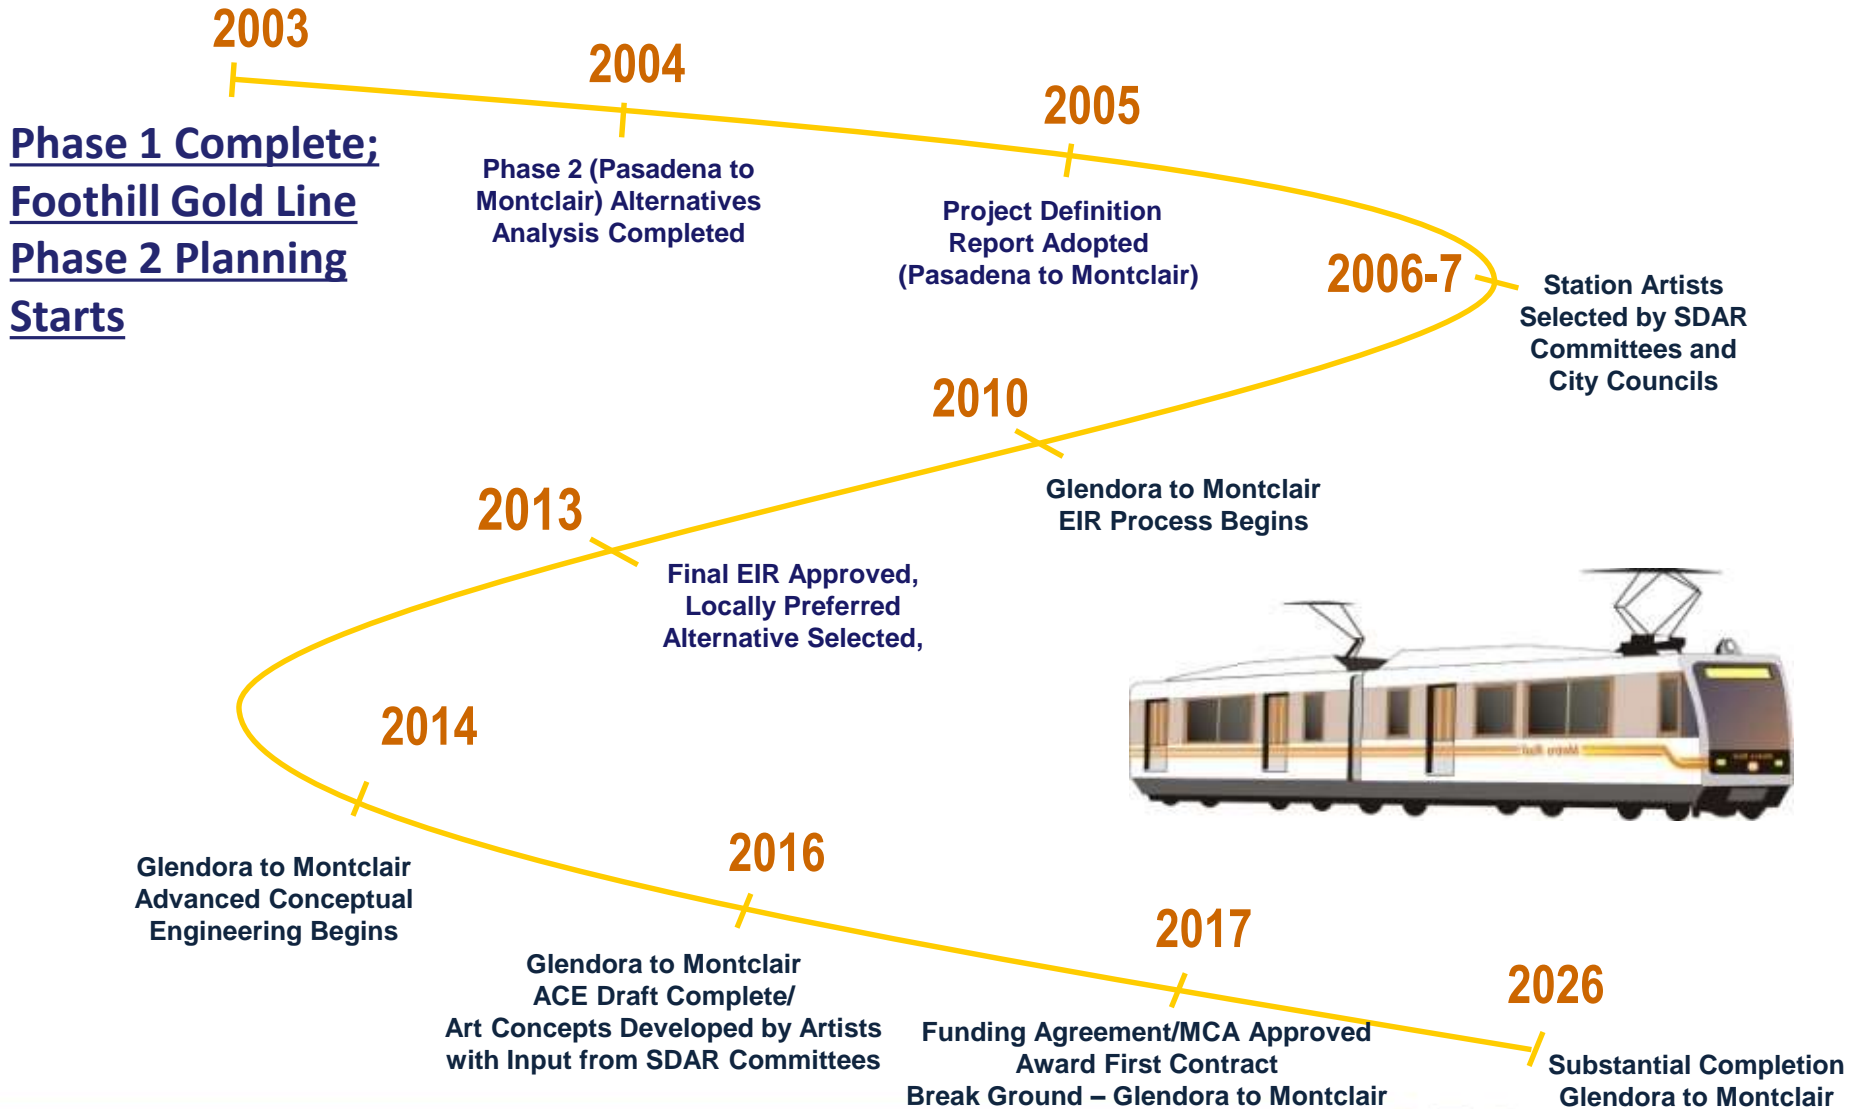 2003
Phase 1 Complete;
Foothill Gold Line
Phase 2 Planning
Starts
2004
Phase 2 (Pasadena to
Montclair) Alternatives
Analysis Completed
2005
Project Definition
Report Adopted
(Pasadena to Montclair)
2006-7
Station Artists
Selected by SDAR
Committees and
City Councils
2010
Glendora to Montclair
EIR Process Begins
2013
Final EIR Approved,
Locally Preferred
Alternative Selected,
2014
Glendora to Montclair
Advanced Conceptual
Engineering Begins
2016
Glendora to Montclair
ACE Draft Complete/
Art Concepts Developed by Artists
with Input from SDAR Committees
2017
Funding Agreement/MCA Approved
Award First Contract
Break Ground – Glendora to Montclair
2026
Substantial Completion
Glendora to Montclair
Metro Rail